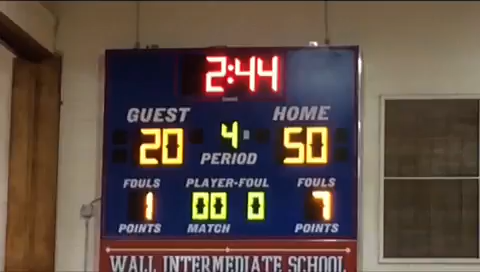 2:44
GUEST HOME
20 4 50
PERIOD
FOULS PLAYER-FOUL FOULS
1 00 0 7
POINTS MATCH POINTS
WALL INTERMEDIATE SCHOOL